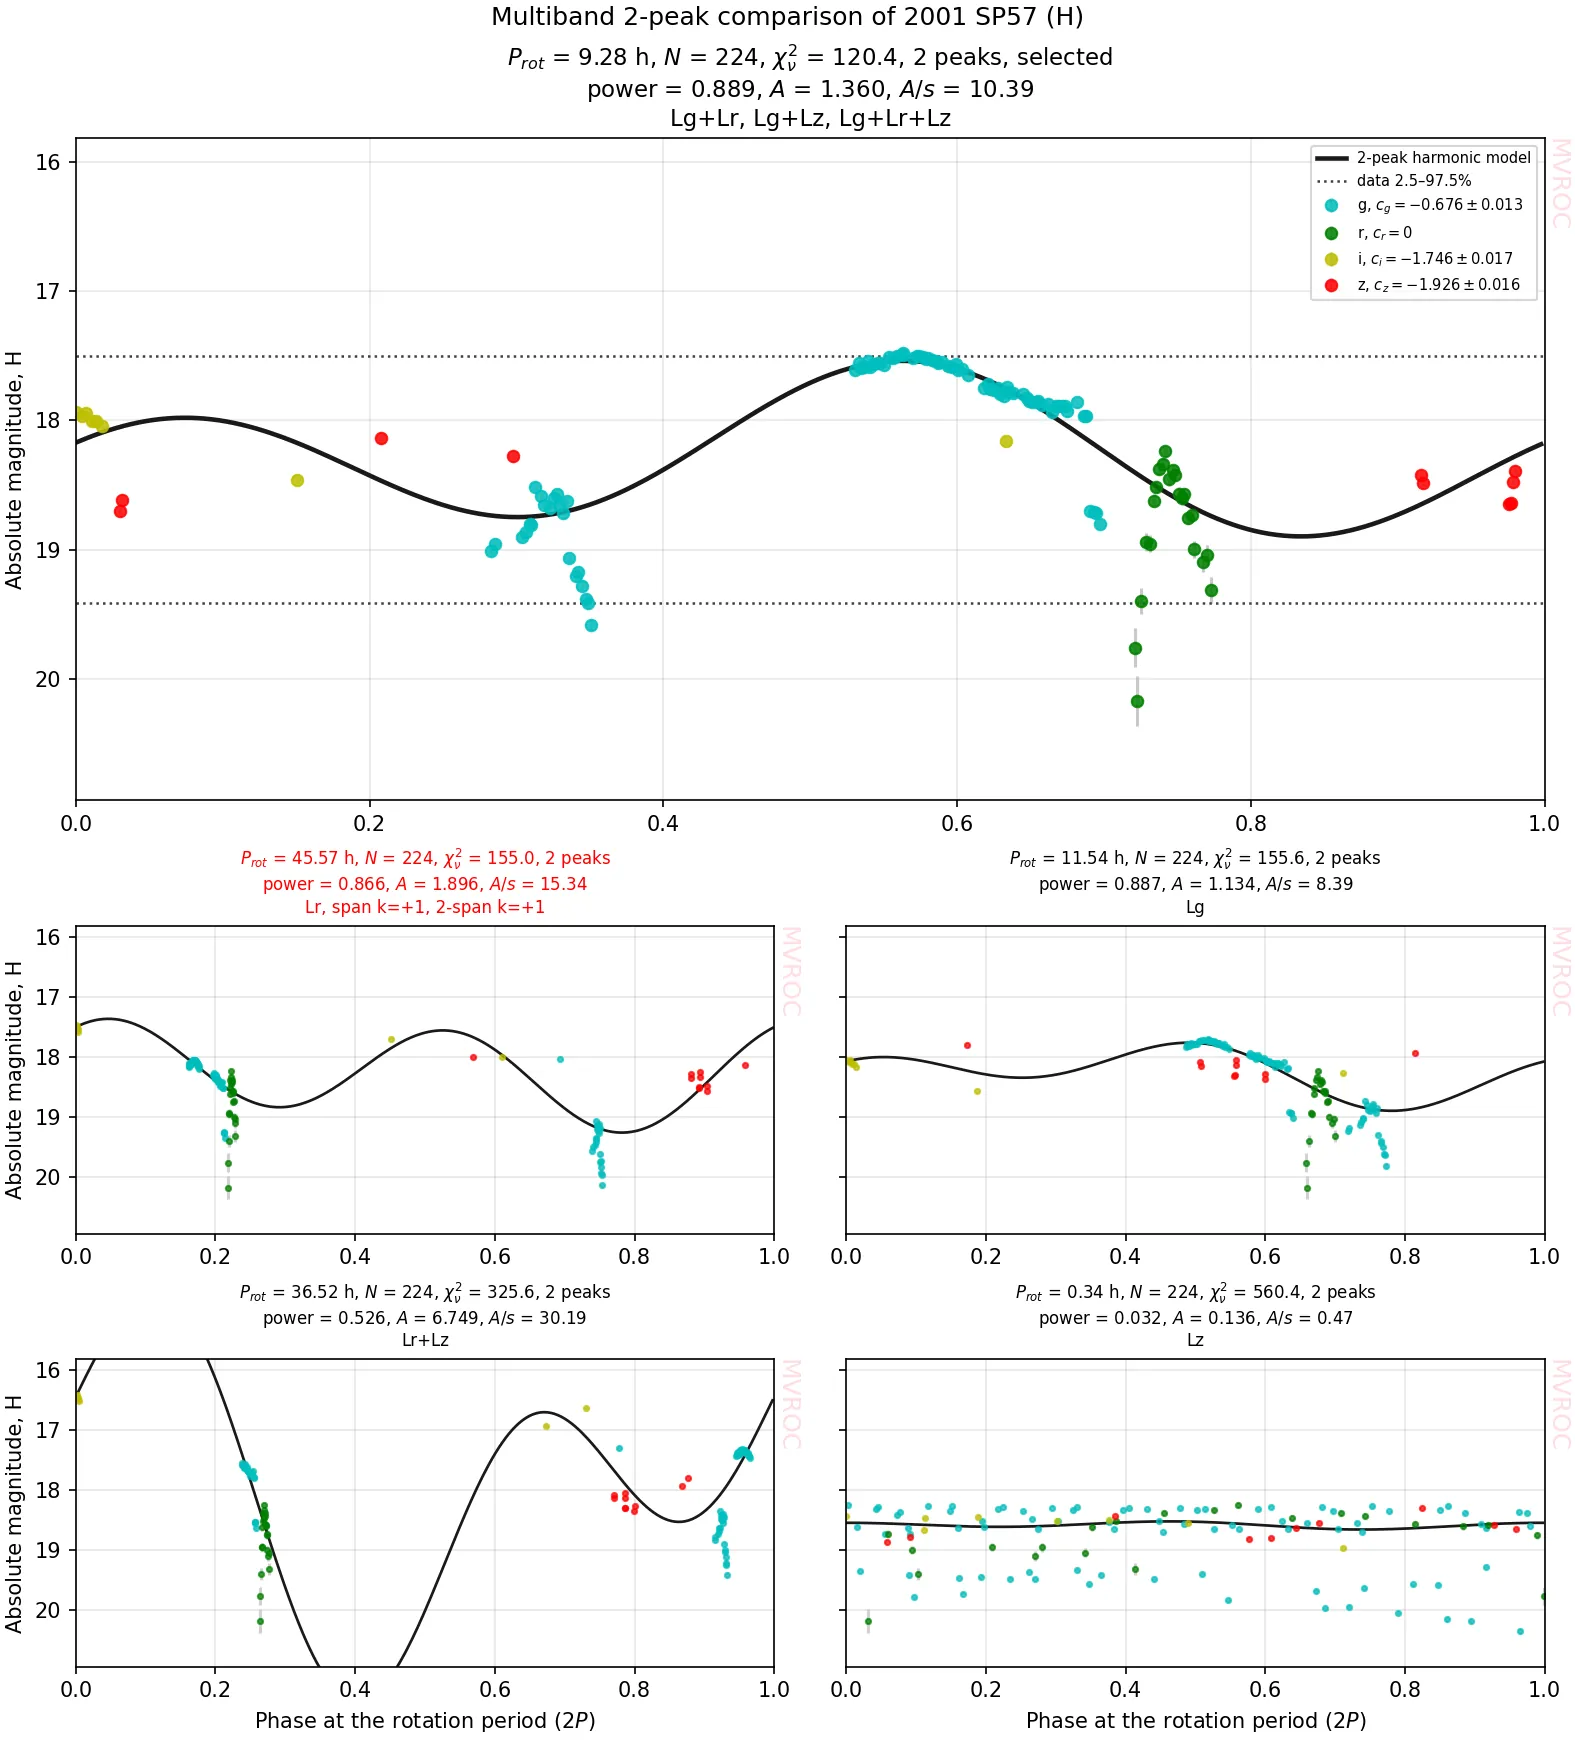 Multiband 2-peak comparison of 2001 SP57 (H)
P_rot = 9.28 h, N = 224, χ²_ν = 120.4, 2 peaks, selected
power = 0.889, A = 1.360, A/s = 10.39
Lg+Lr, Lg+Lz, Lg+Lr+Lz
2-peak harmonic model
data 2.5–97.5%
g, c_g = −0.676 ± 0.013
r, c_r = 0
i, c_i = −1.746 ± 0.017
z, c_z = −1.926 ± 0.016
MVROC
Absolute magnitude, H
16
17
18
19
20
0.0 0.2 0.4 0.6 0.8 1.0
P_rot = 45.57 h, N = 224, χ²_ν = 155.0, 2 peaks
power = 0.866, A = 1.896, A/s = 15.34
Lr, span k=+1, 2-span k=+1
MVROC
Absolute magnitude, H
16
17
18
19
20
0.0 0.2 0.4 0.6 0.8 1.0
P_rot = 11.54 h, N = 224, χ²_ν = 155.6, 2 peaks
power = 0.887, A = 1.134, A/s = 8.39
Lg
MVROC
0.0 0.2 0.4 0.6 0.8 1.0
P_rot = 36.52 h, N = 224, χ²_ν = 325.6, 2 peaks
power = 0.526, A = 6.749, A/s = 30.19
Lr+Lz
MVROC
Absolute magnitude, H
16
17
18
19
20
0.0 0.2 0.4 0.6 0.8 1.0
Phase at the rotation period (2P)
P_rot = 0.34 h, N = 224, χ²_ν = 560.4, 2 peaks
power = 0.032, A = 0.136, A/s = 0.47
Lz
MVROC
0.0 0.2 0.4 0.6 0.8 1.0
Phase at the rotation period (2P)